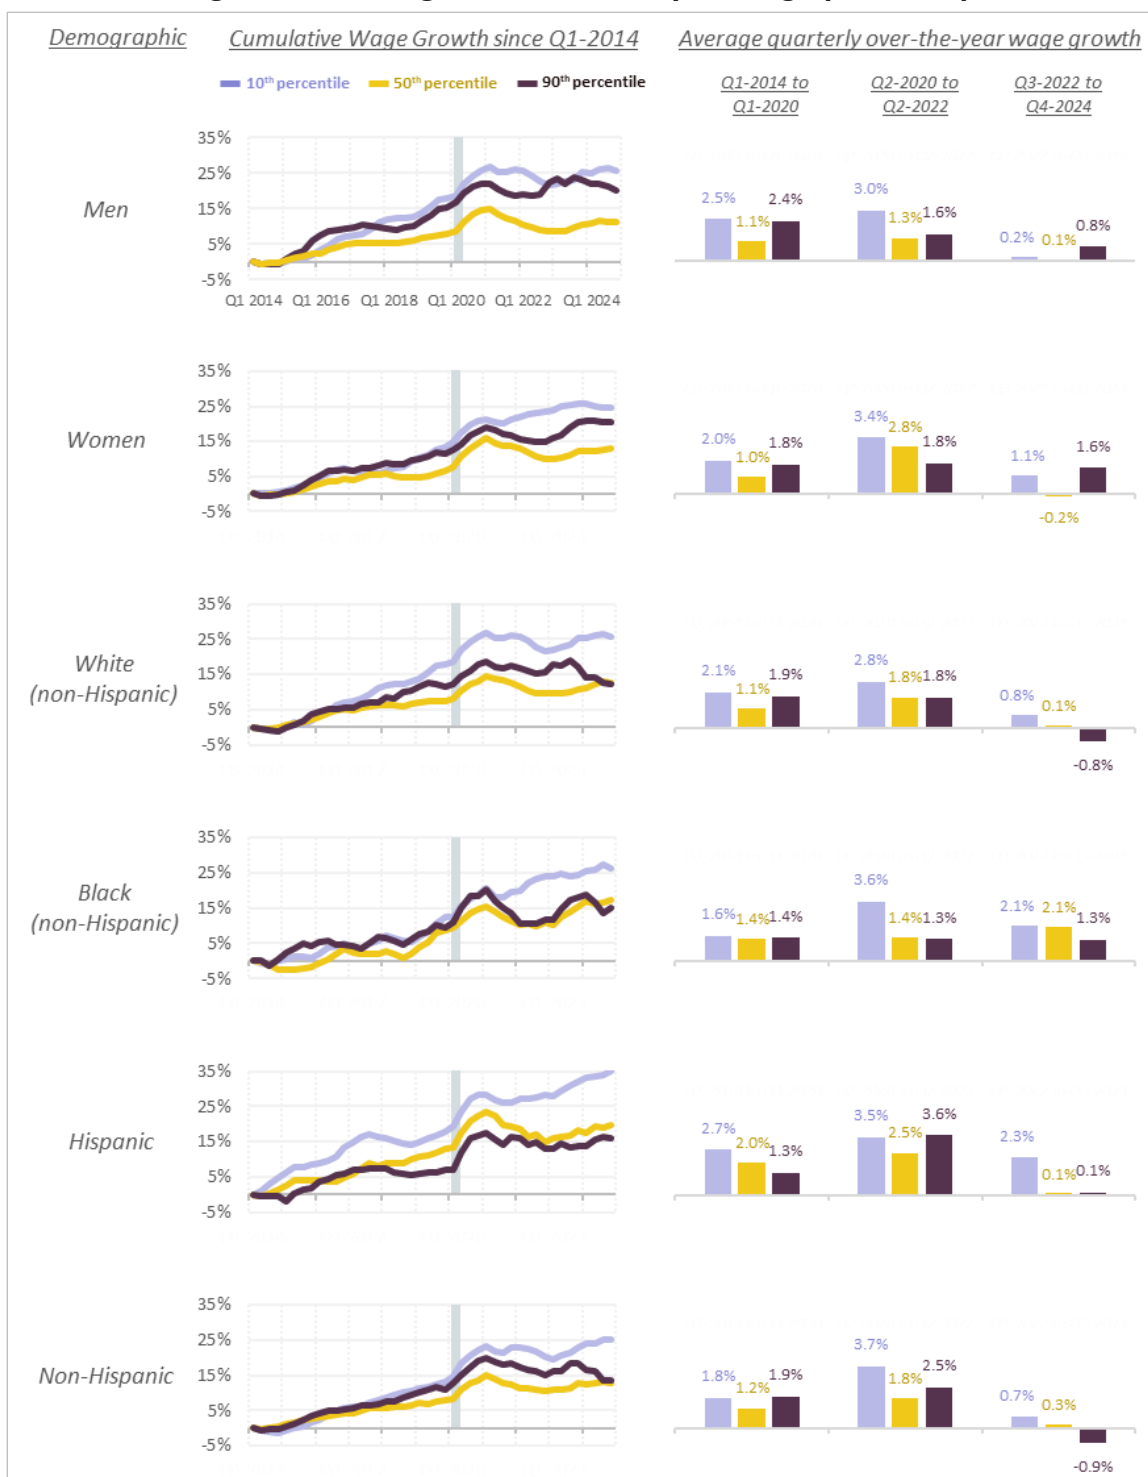 Demographic Cumulative Wage Growth since Q1-2014 Average quarterly over-the-year wage growth
10th percentile 50th percentile 90th percentile
Q1-2014 to Q1-2020
Q2-2020 to Q2-2022
Q3-2022 to Q4-2024
Men
35%
25%
15%
5%
-5%
Q1 2014 Q1 2016 Q1 2018 Q1 2020 Q1 2022 Q1 2024
2.5% 1.1% 2.4% 3.0% 1.3% 1.6% 0.2% 0.1% 0.8%
Women
35%
25%
15%
5%
-5%
2.0% 1.0% 1.8% 3.4% 2.8% 1.8% 1.1% -0.2% 1.6%
White
(non-Hispanic)
35%
25%
15%
5%
-5%
2.1% 1.1% 1.9% 2.8% 1.8% 1.8% 0.8% 0.1% -0.8%
Black
(non-Hispanic)
35%
25%
15%
5%
-5%
1.6% 1.4% 1.4% 3.6% 1.4% 1.3% 2.1% 2.1% 1.3%
Hispanic
35%
25%
15%
5%
-5%
2.7% 2.0% 1.3% 3.5% 2.5% 3.6% 2.3% 0.1% 0.1%
Non-Hispanic
35%
25%
15%
5%
-5%
1.8% 1.2% 1.9% 3.7% 1.8% 2.5% 0.7% 0.3% -0.9%